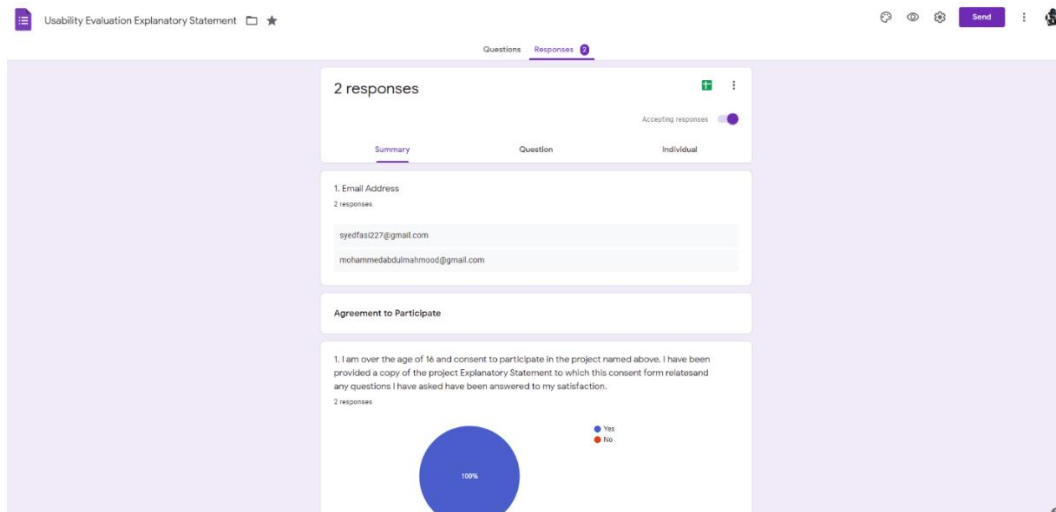 Usability Evaluation Explanatory Statement
Send
Questions Responses 2
2 responses
Accepting responses
Summary Question Individual
1. Email Address
2 responses
syedfasi227@gmail.com
mohammedabdulmahmood@gmail.com
Agreement to Participate
1. I am over the age of 16 and consent to participate in the project named above. I have been
provided a copy of the project Explanatory Statement to which this consent form relatesand
any questions I have asked have been answered to my satisfaction.
2 responses
Yes
No
100%